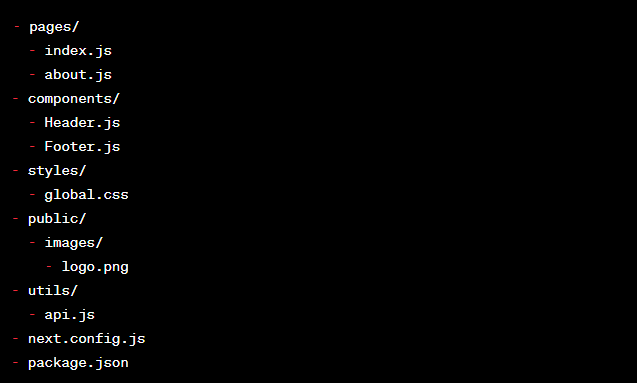 - pages/
  - index.js
  - about.js
- components/
  - Header.js
  - Footer.js
- styles/
  - global.css
- public/
  - images/
    - logo.png
- utils/
  - api.js
- next.config.js
- package.json